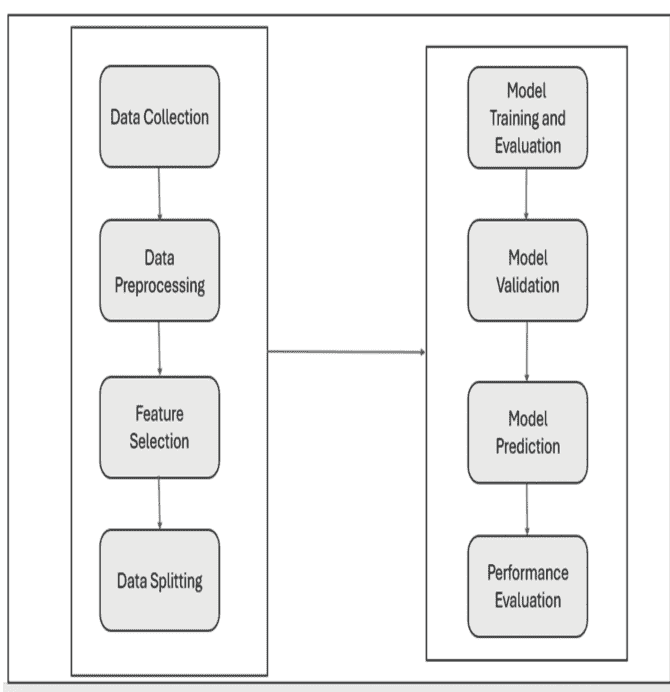 Data Collection
Data
Preprocessing
Feature
Selection
Data Splitting
Model
Training and
Evaluation
Model
Validation
Model
Prediction
Performance
Evaluation